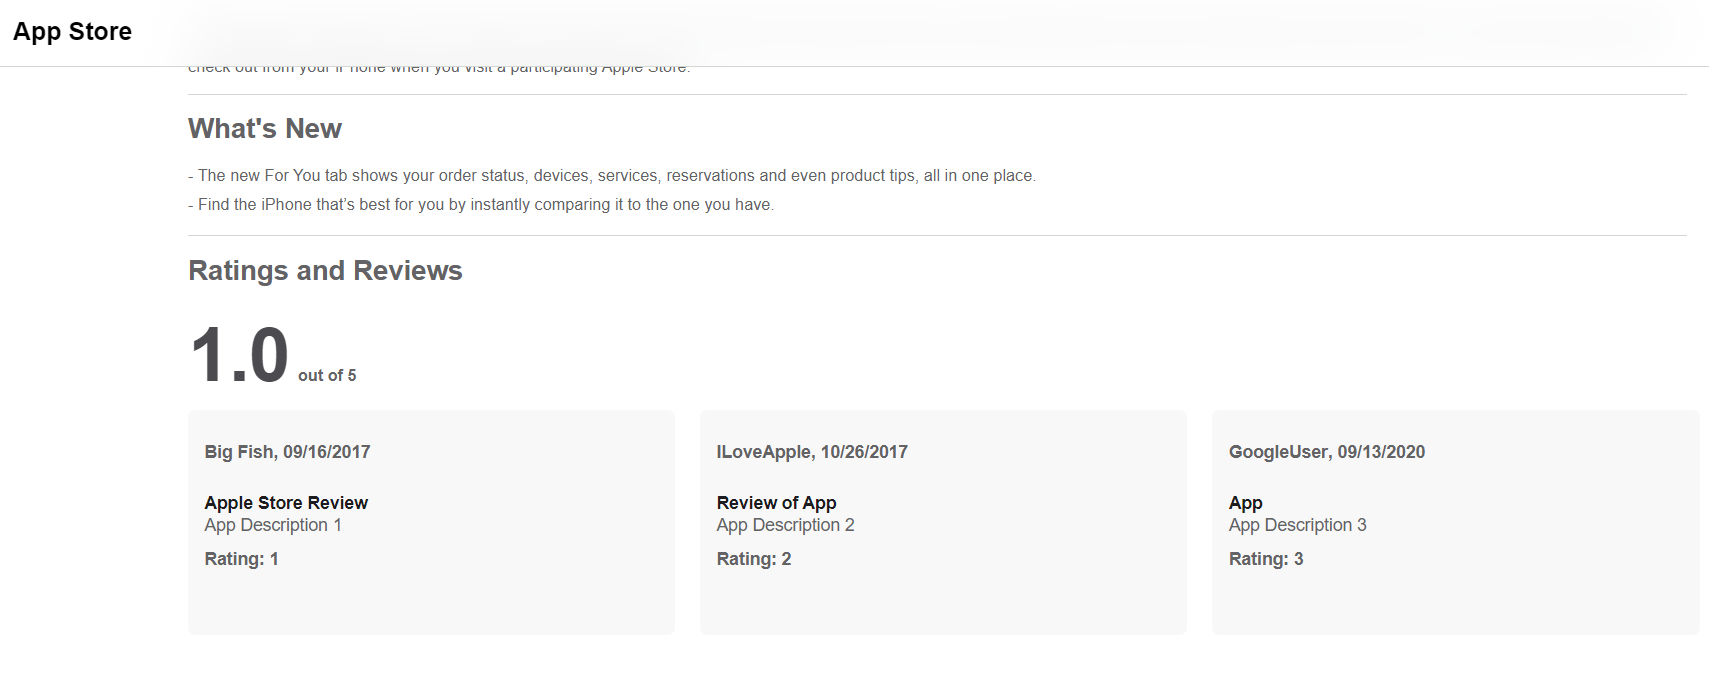 App Store
check out from your iPhone when you visit a participating Apple Store.
What's New
- The new For You tab shows your order status, devices, services, reservations and even product tips, all in one place.
- Find the iPhone that’s best for you by instantly comparing it to the one you have.
Ratings and Reviews
1.0 out of 5
Big Fish, 09/16/2017
Apple Store Review
App Description 1
Rating: 1
ILoveApple, 10/26/2017
Review of App
App Description 2
Rating: 2
GoogleUser, 09/13/2020
App
App Description 3
Rating: 3